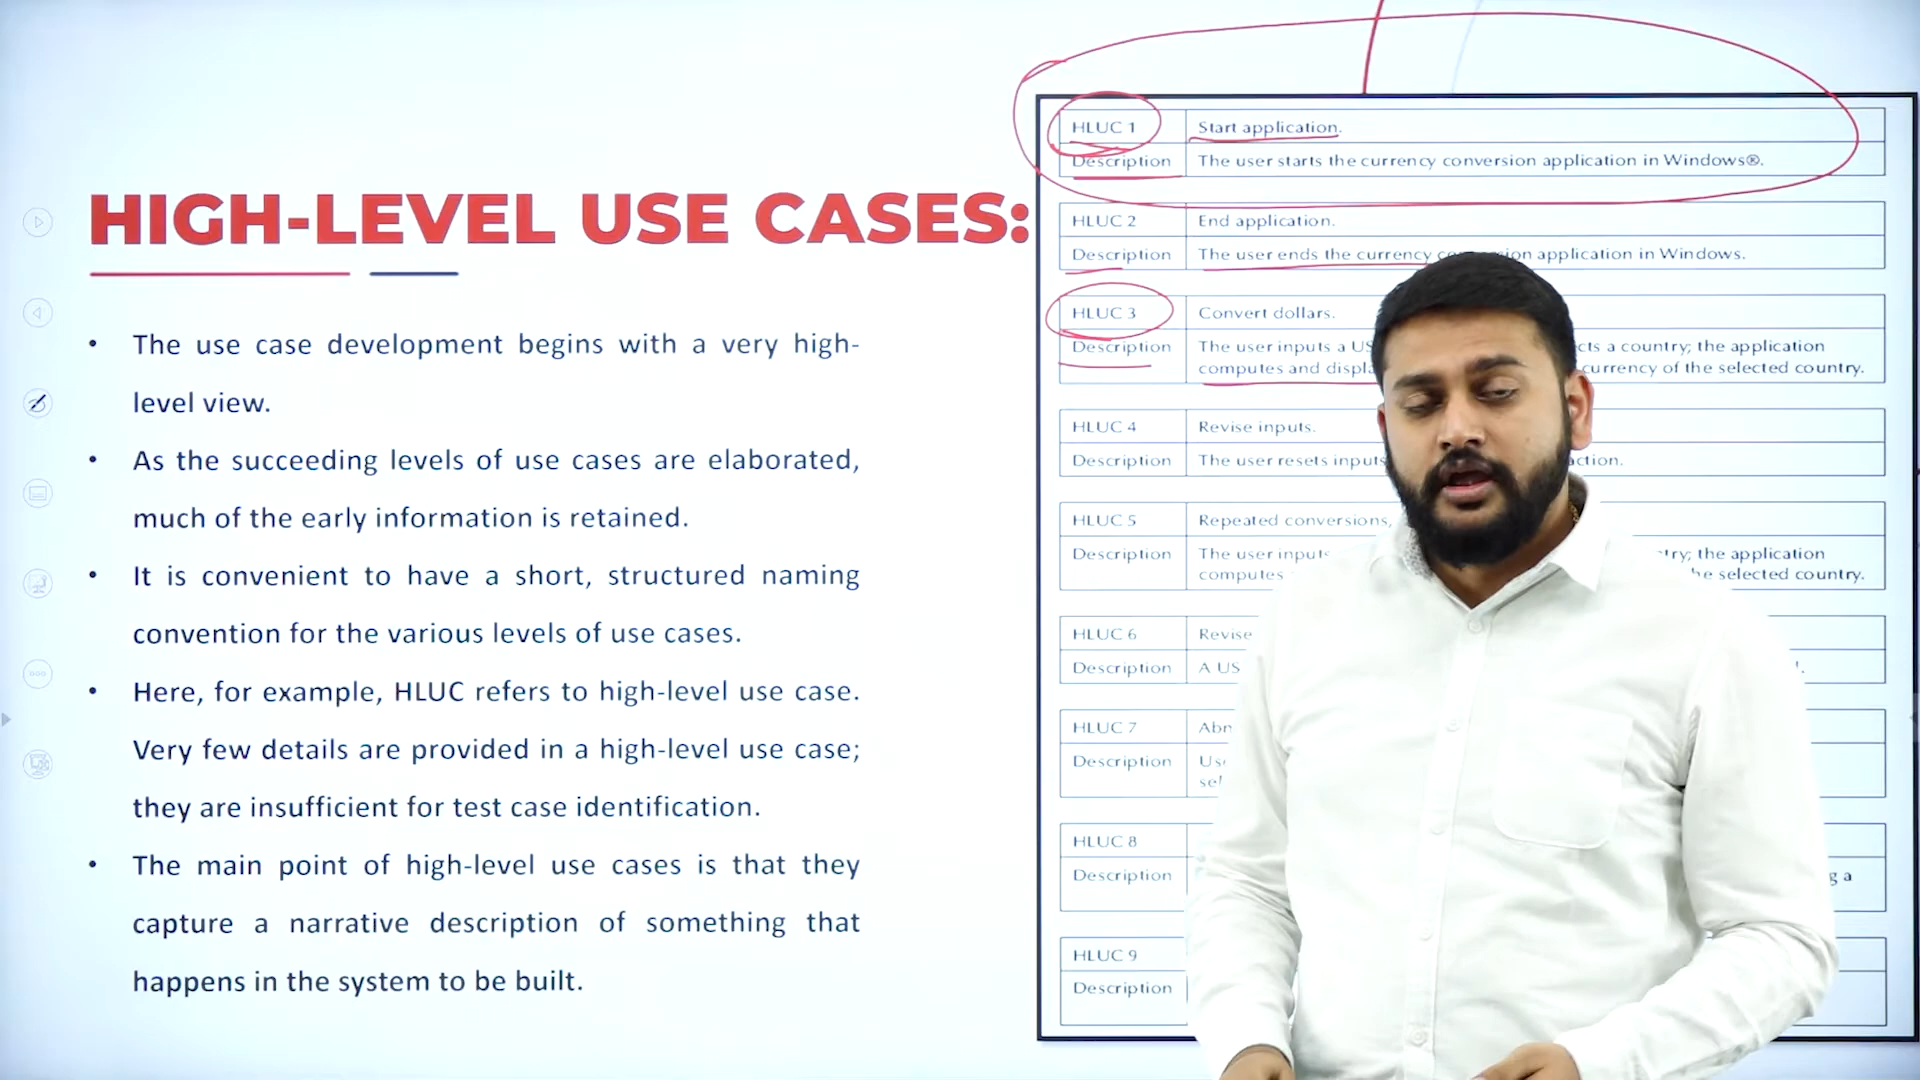 HIGH-LEVEL USE CASES:
• The use case development begins with a very high-
level view.
• As the succeeding levels of use cases are elaborated,
much of the early information is retained.
• It is convenient to have a short, structured naming
convention for the various levels of use cases.
• Here, for example, HLUC refers to high-level use case.
Very few details are provided in a high-level use case;
they are insufficient for test case identification.
• The main point of high-level use cases is that they
capture a narrative description of something that
happens in the system to be built.
HLUC 1 Start application.
Description The user starts the currency conversion application in Windows®.
HLUC 2 End application.
Description The user ends the currency application in Windows.
HLUC 3 Convert dollars.
Description The user inputs a US a country; the application
computes and currency of the selected country.
HLUC 4 Revise inputs.
Description The user resets inputs
HLUC 5 Repeated conversions,
Description The user inputs the application
computes selected country.
HLUC 6 Revise
Description A US
HLUC 7
Description
HLUC 8
Description a
HLUC 9
Description